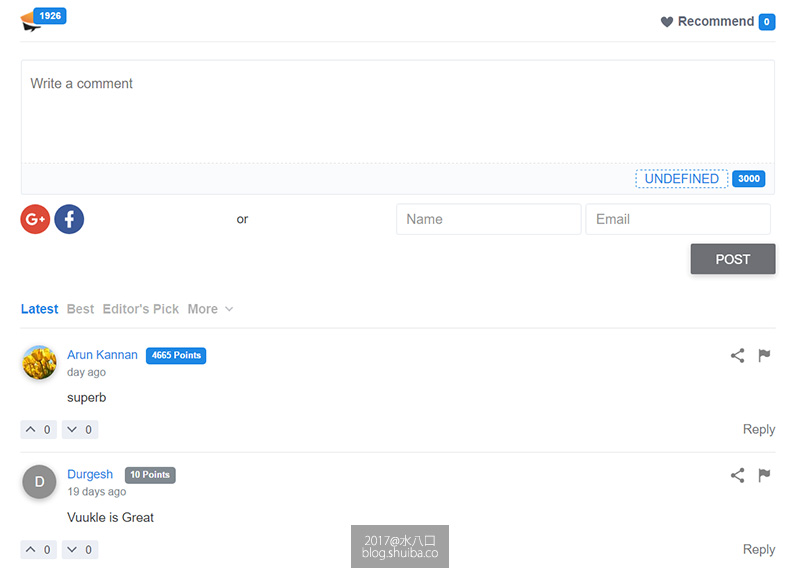 1926
Recommend 0
Write a comment
UNDEFINED 3000
G+ f
or
Name
Email
POST
Latest Best Editor's Pick More
Arun Kannan 4665 Points
day ago
superb
0 0
Reply
D
Durgesh 10 Points
19 days ago
Vuukle is Great
0 0
Reply
2017@水八口
blog.shuiba.co